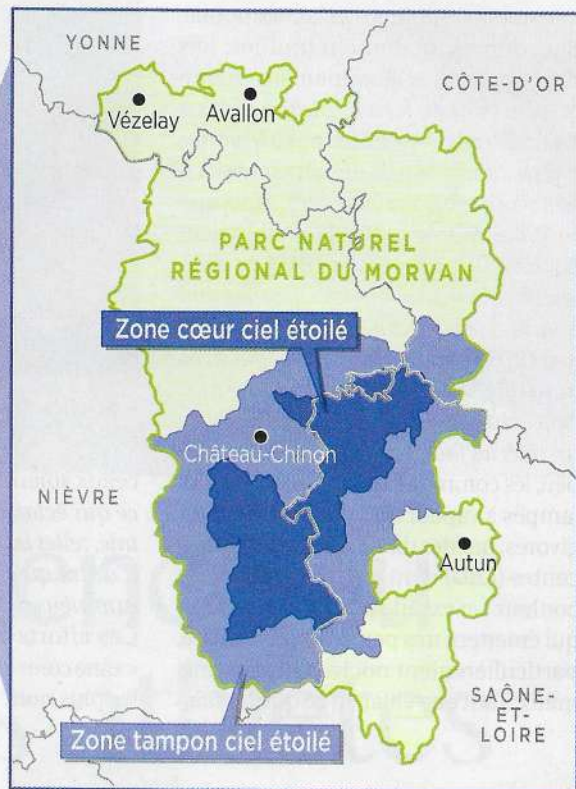 YONNE
CÔTE-D'OR
Vézelay
Avallon
PARC NATUREL
RÉGIONAL DU MORVAN
Zone cœur ciel étoilé
Château-Chinon
NIÈVRE
Autun
SAÔNE-
ET-
LOIRE
Zone tampon ciel étoilé